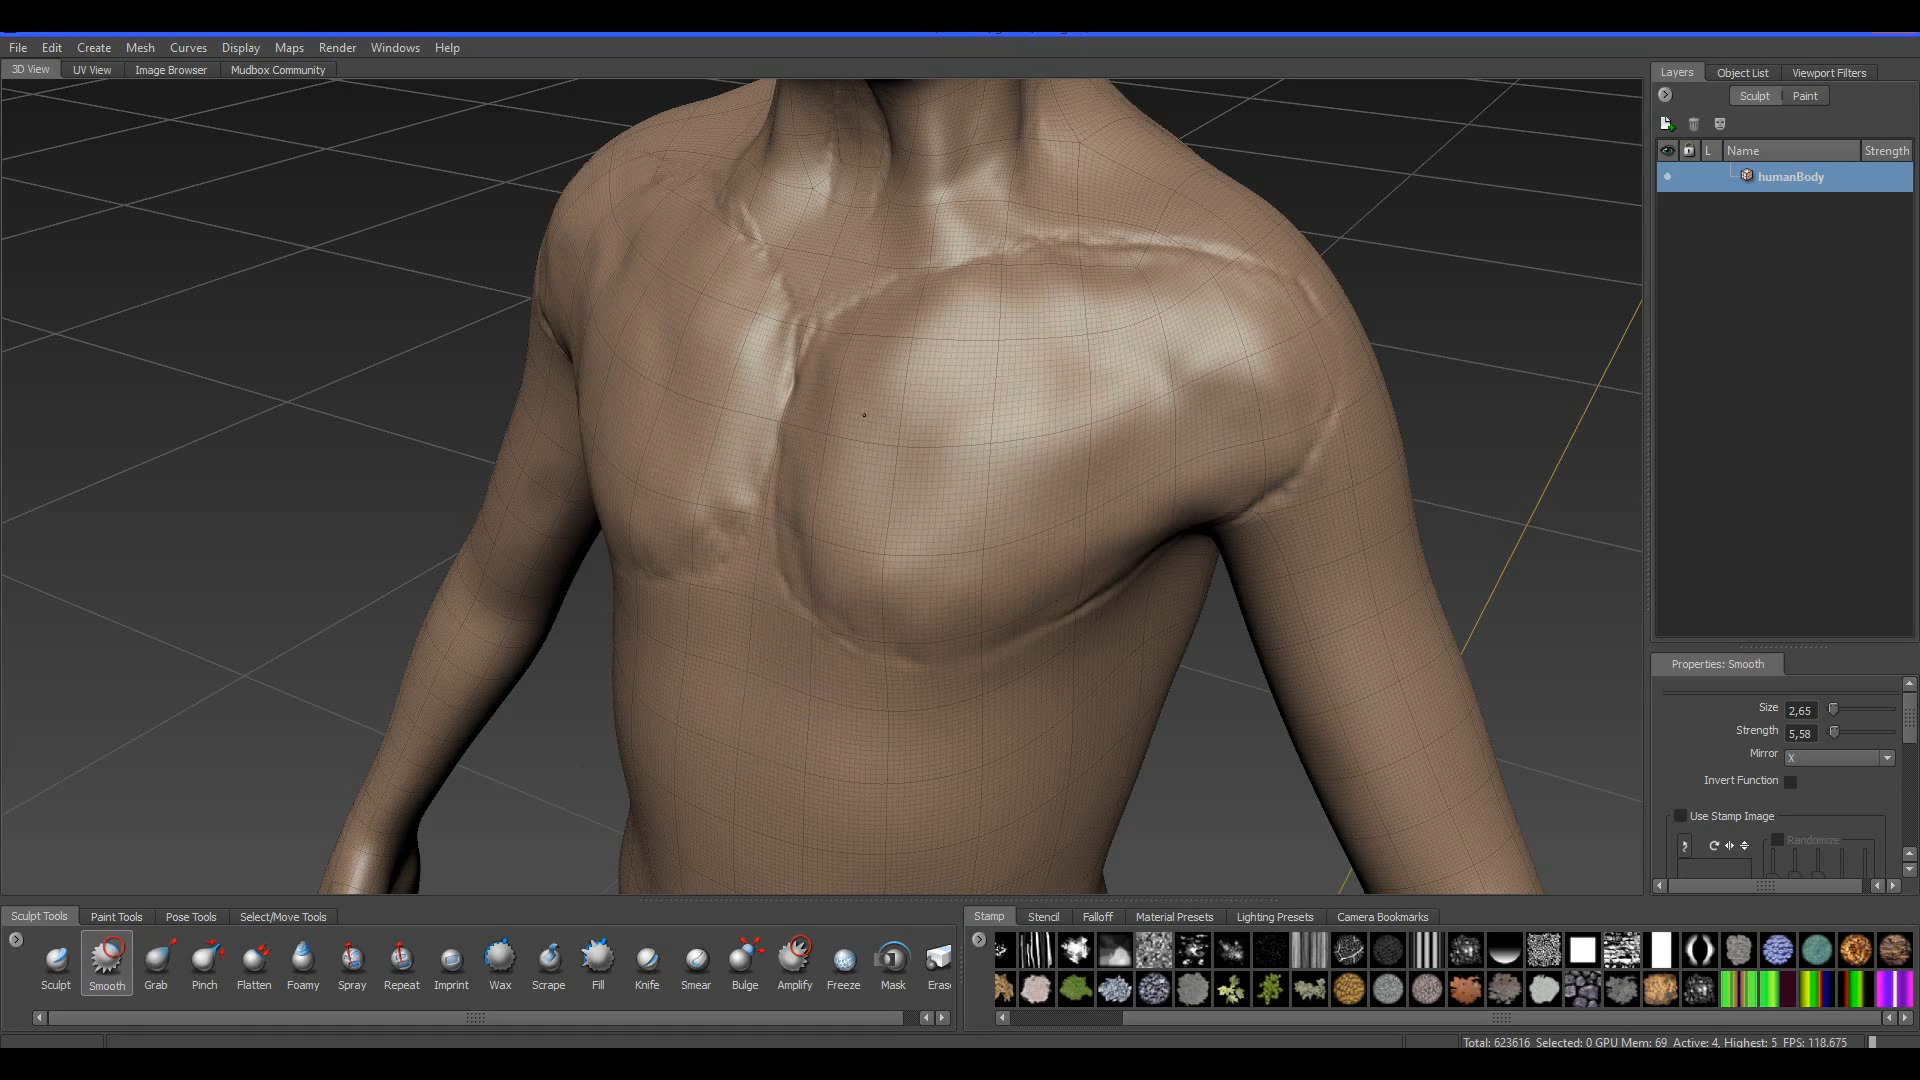 File Edit Create Mesh Curves Display Maps Render Windows Help
3D View UV View Image Browser Mudbox Community
Layers Object List Viewport Filters
Sculpt Paint
L Name Strength
humanBody
Properties: Smooth
Size 2,65
Strength 5,58
Mirror X
Invert Function
Use Stamp Image
Randomize
Sculpt Tools Paint Tools Pose Tools Select/Move Tools
Stamp Stencil Falloff Material Presets Lighting Presets Camera Bookmarks
Sculpt Smooth Grab Pinch Flatten Foamy Spray Repeat Imprint Wax Scrape Fill Knife Smear Bulge Amplify Freeze Mask Eras
Total: 623616 Selected: 0 GPU Mem: 69 Active: 4, Highest: 5 FPS: 118.675